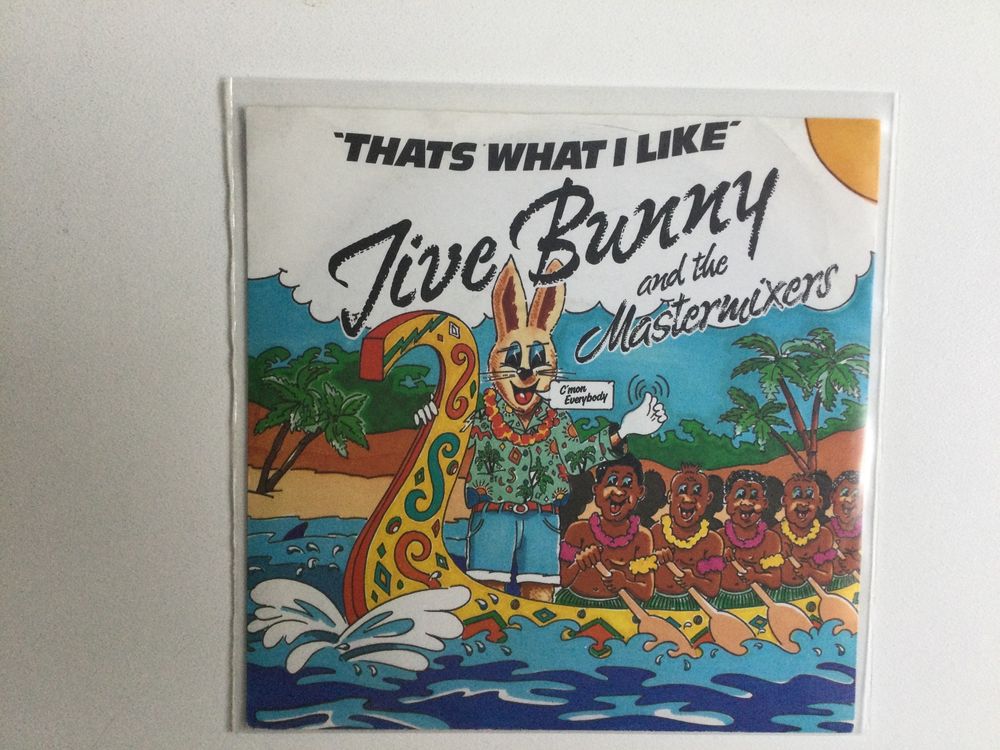 "THATS WHAT I LIKE"
Jive Bunny
and the
Mastermixers
C'mon
Everybody